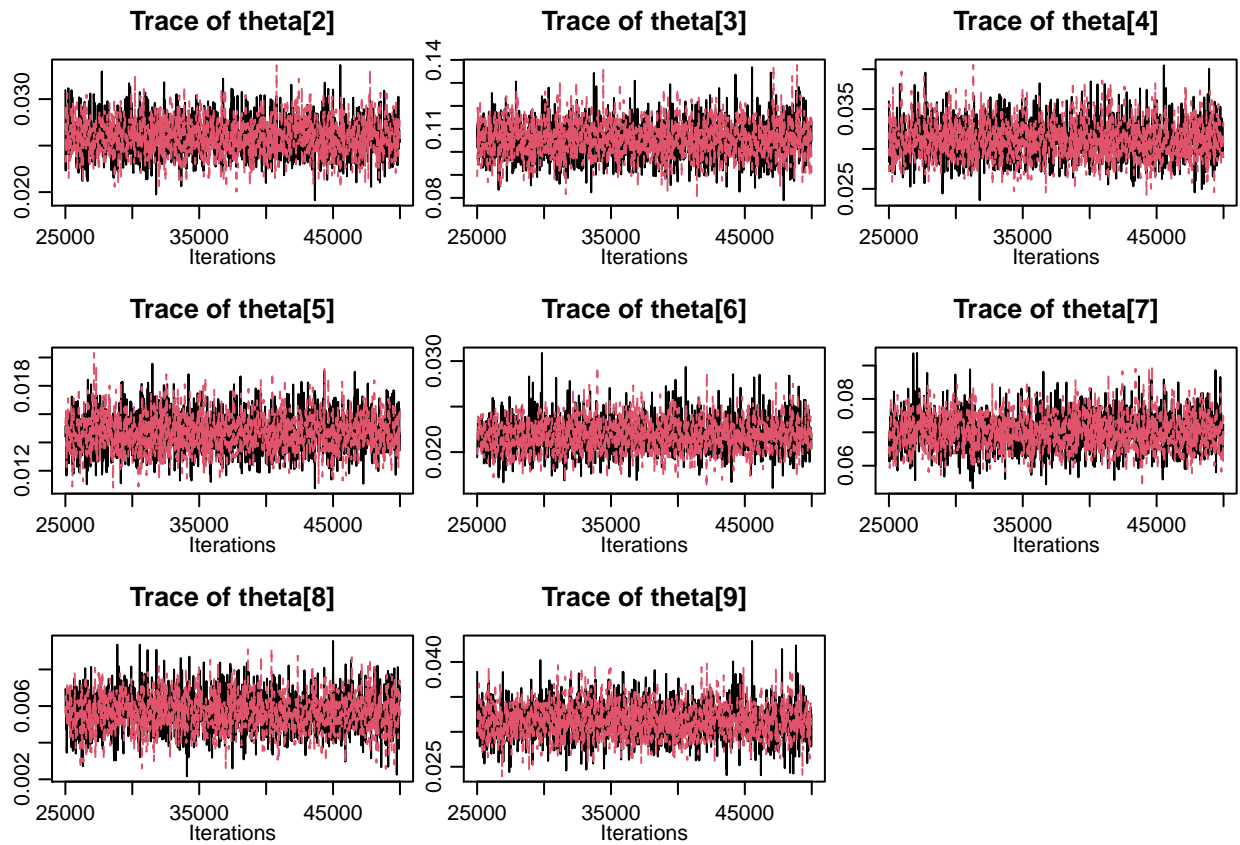 Trace of theta[2]
0.020 0.030
25000 35000 45000
Iterations
Trace of theta[3]
0.08 0.11 0.14
25000 35000 45000
Iterations
Trace of theta[4]
0.025 0.035
25000 35000 45000
Iterations
Trace of theta[5]
0.012 0.018
25000 35000 45000
Iterations
Trace of theta[6]
0.020 0.030
25000 35000 45000
Iterations
Trace of theta[7]
0.06 0.08
25000 35000 45000
Iterations
Trace of theta[8]
0.002 0.006
25000 35000 45000
Iterations
Trace of theta[9]
0.025 0.040
25000 35000 45000
Iterations